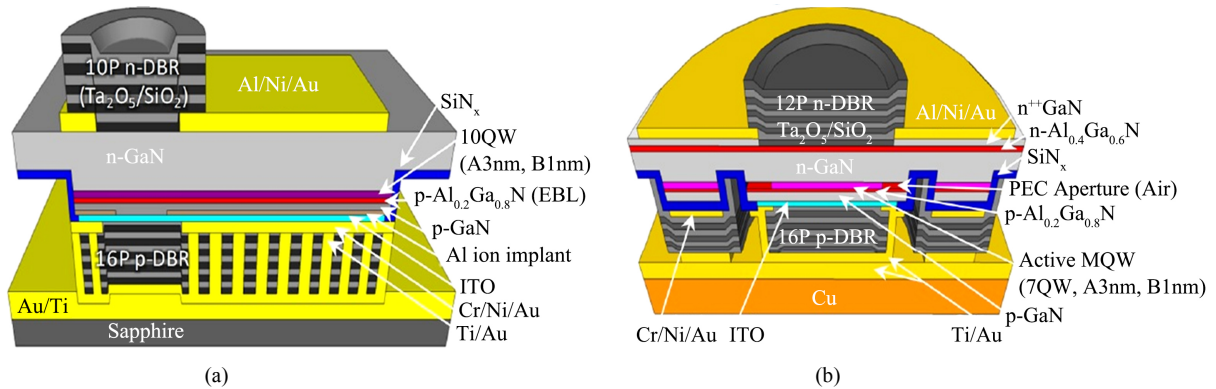 10P n-DBR
(Ta₂O₅/SiO₂)
Al/Ni/Au
n-GaN
SiNₓ
10QW
(A3nm, B1nm)
p-Al₀.₂Ga₀.₈N (EBL)
p-GaN
Al ion implant
ITO
Cr/Ni/Au
Ti/Au
16P p-DBR
Au/Ti
Sapphire
(a)
12P n-DBR
Ta₂O₅/SiO₂
Al/Ni/Au
n-GaN
n⁺⁺GaN
n-Al₀.₄Ga₀.₆N
SiNₓ
PEC Aperture (Air)
p-Al₀.₂Ga₀.₈N
Active MQW
(7QW, A3nm, B1nm)
p-GaN
16P p-DBR
Cu
Cr/Ni/Au
ITO
Ti/Au
(b)